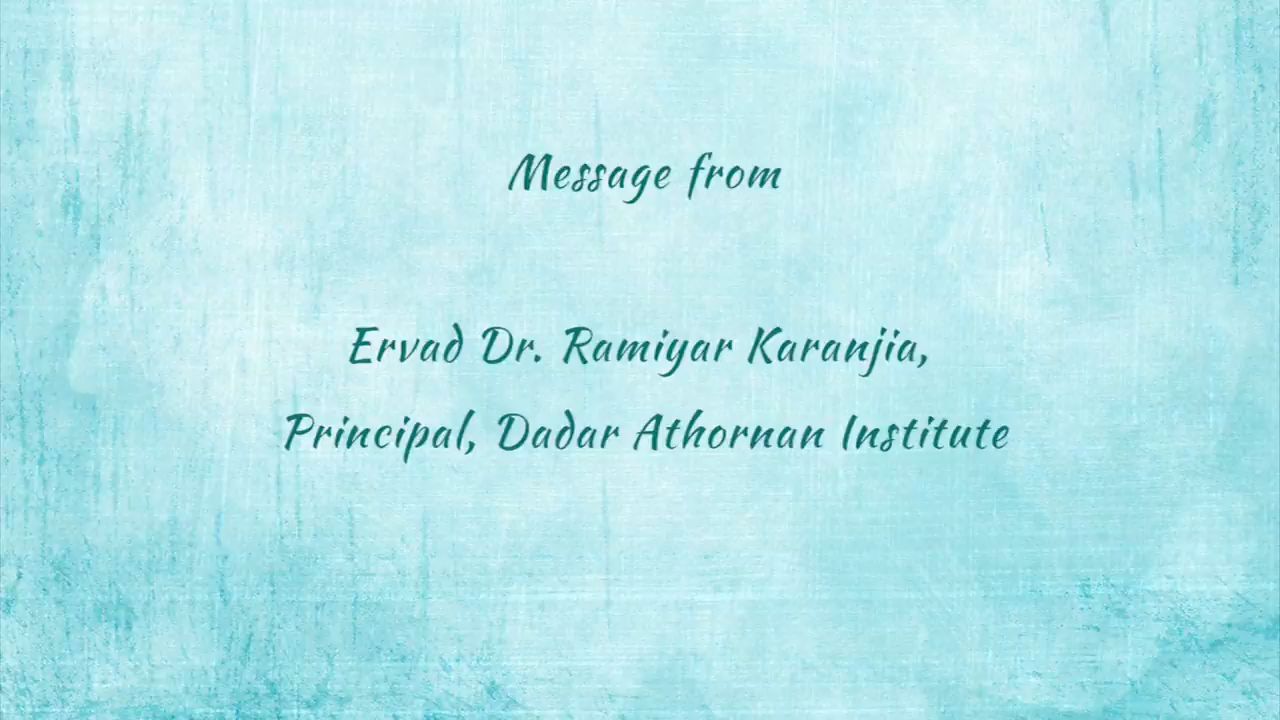 Message from
Ervad Dr. Ramiyar Karanjia,
Principal, Dadar Athornan Institute